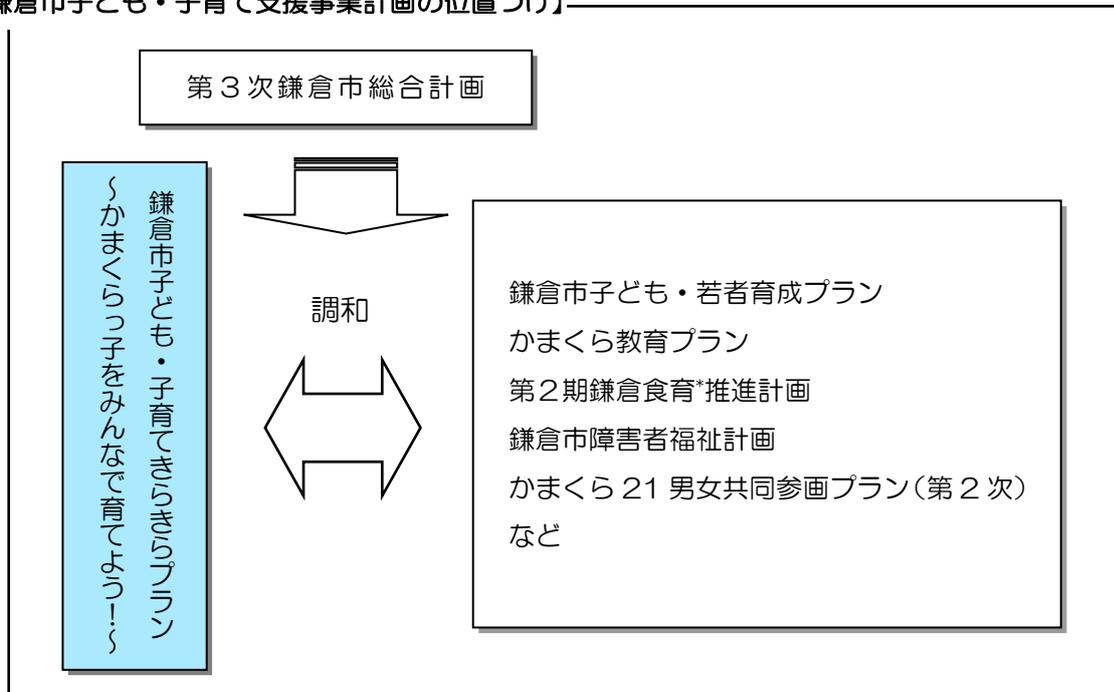 鎌倉市子ども・子育て支援事業計画の位置づけ】
第３次鎌倉市総合計画
鎌倉市子ども・子育てきらきらプラン
～かまくらっ子をみんなで育てよう！～
調和
鎌倉市子ども・若者育成プラン
かまくら教育プラン
第２期鎌倉食育*推進計画
鎌倉市障害者福祉計画
かまくら 21 男女共同参画プラン（第 2 次）
など